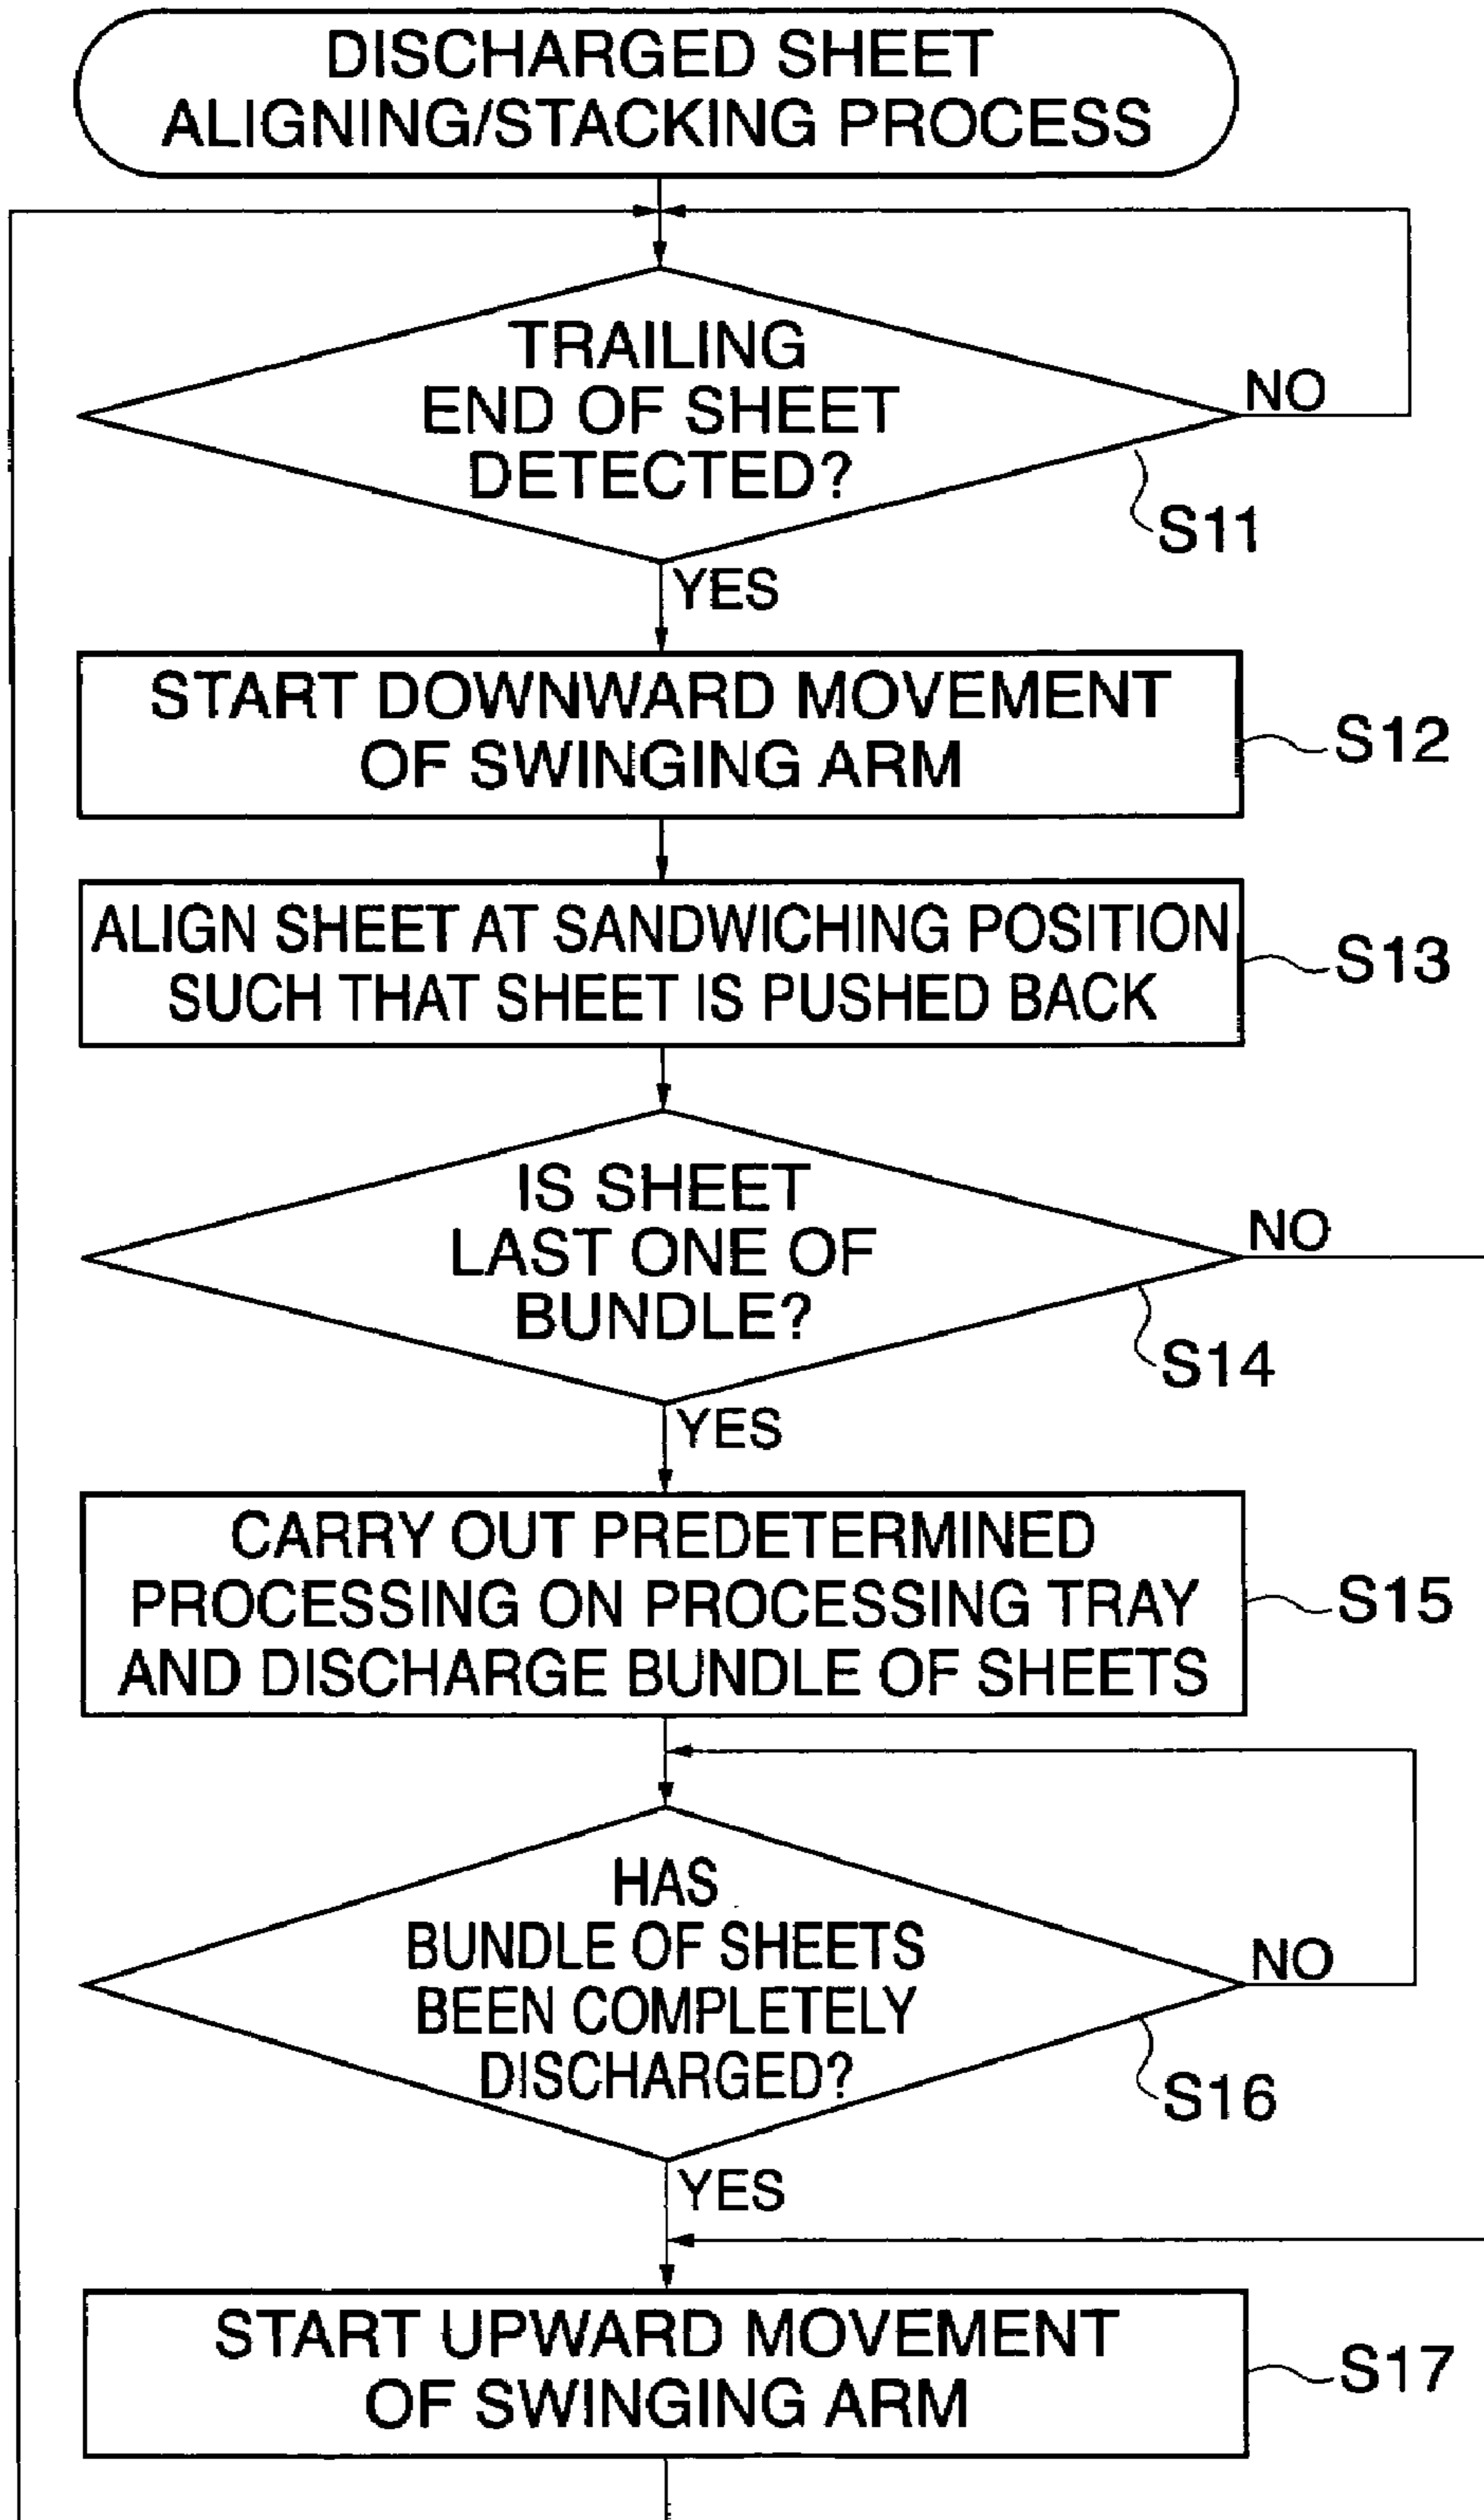 DISCHARGED SHEET
ALIGNING/STACKING PROCESS
TRAILING
END OF SHEET
DETECTED?
NO
S11
YES
START DOWNWARD MOVEMENT
OF SWINGING ARM
S12
ALIGN SHEET AT SANDWICHING POSITION
SUCH THAT SHEET IS PUSHED BACK
S13
IS SHEET
LAST ONE OF
BUNDLE?
NO
S14
YES
CARRY OUT PREDETERMINED
PROCESSING ON PROCESSING TRAY
AND DISCHARGE BUNDLE OF SHEETS
S15
HAS
BUNDLE OF SHEETS
BEEN COMPLETELY
DISCHARGED?
NO
S16
YES
START UPWARD MOVEMENT
OF SWINGING ARM
S17